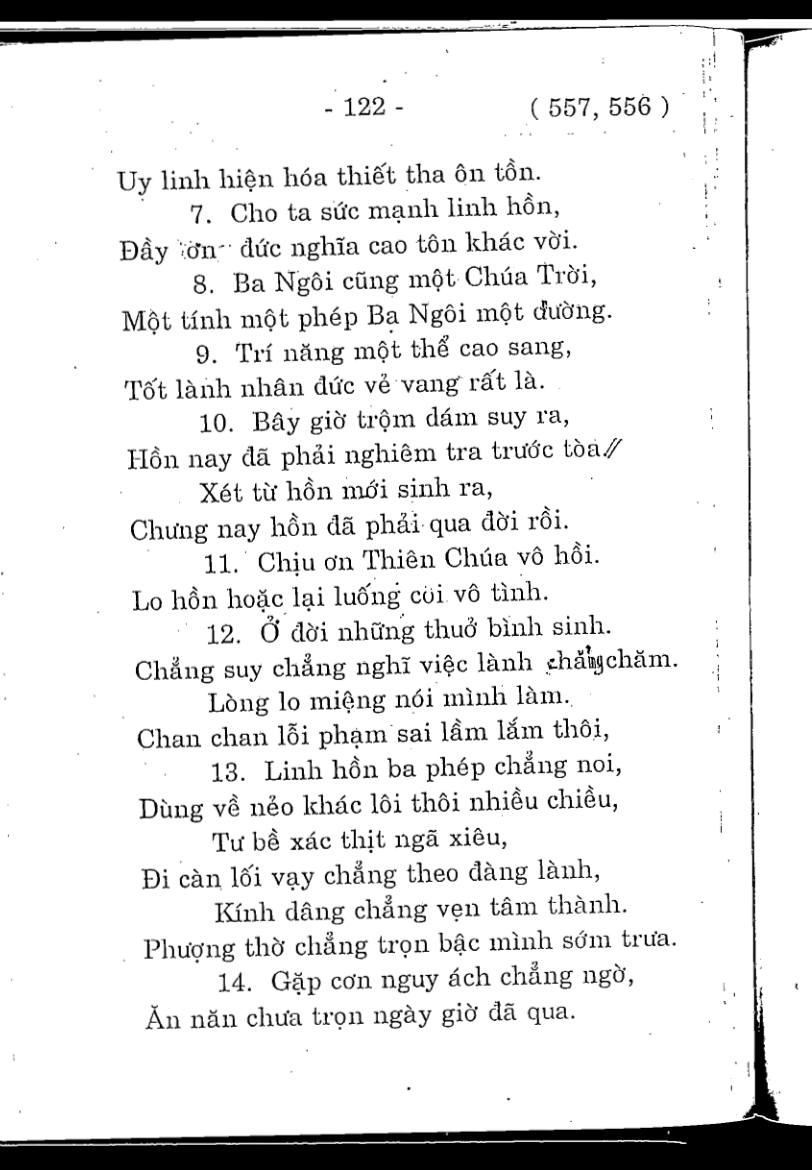 - 122 - ( 557, 556 )
Uy linh hiện hóa thiết tha ôn tồn.
7. Cho ta sức mạnh linh hồn,
Đầy ơn đức nghĩa cao tôn khác vời.
8. Ba Ngôi cũng một Chúa Trời,
Một tính một phép Ba Ngôi một đường.
9. Trí năng một thể cao sang,
Tốt lành nhân đức vẻ vang rất là.
10. Bây giờ trộm dám suy ra,
Hồn nay đã phải nghiêm tra trước tòa//
Xét từ hồn mới sinh ra,
Chưng nay hồn đã phải qua đời rồi.
11. Chịu ơn Thiên Chúa vô hồi.
Lo hồn hoặc lại luống coi vô tình.
12. Ở đời những thuở bình sinh.
Chẳng suy chẳng nghĩ việc lành chẳng chăm.
Lòng lo miệng nói mình làm.
Chan chan lỗi phạm sai lầm lắm thôi,
13. Linh hồn ba phép chẳng noi,
Dùng về nẻo khác lôi thôi nhiều chiều,
Tư bề xác thịt ngã xiêu,
Đi càn lối vạy chẳng theo đàng lành,
Kính dâng chẳng vẹn tâm thành.
Phượng thờ chẳng trọn bậc mình sớm trưa.
14. Gặp cơn nguy ách chẳng ngờ,
Ăn năn chưa trọn ngày giờ đã qua.